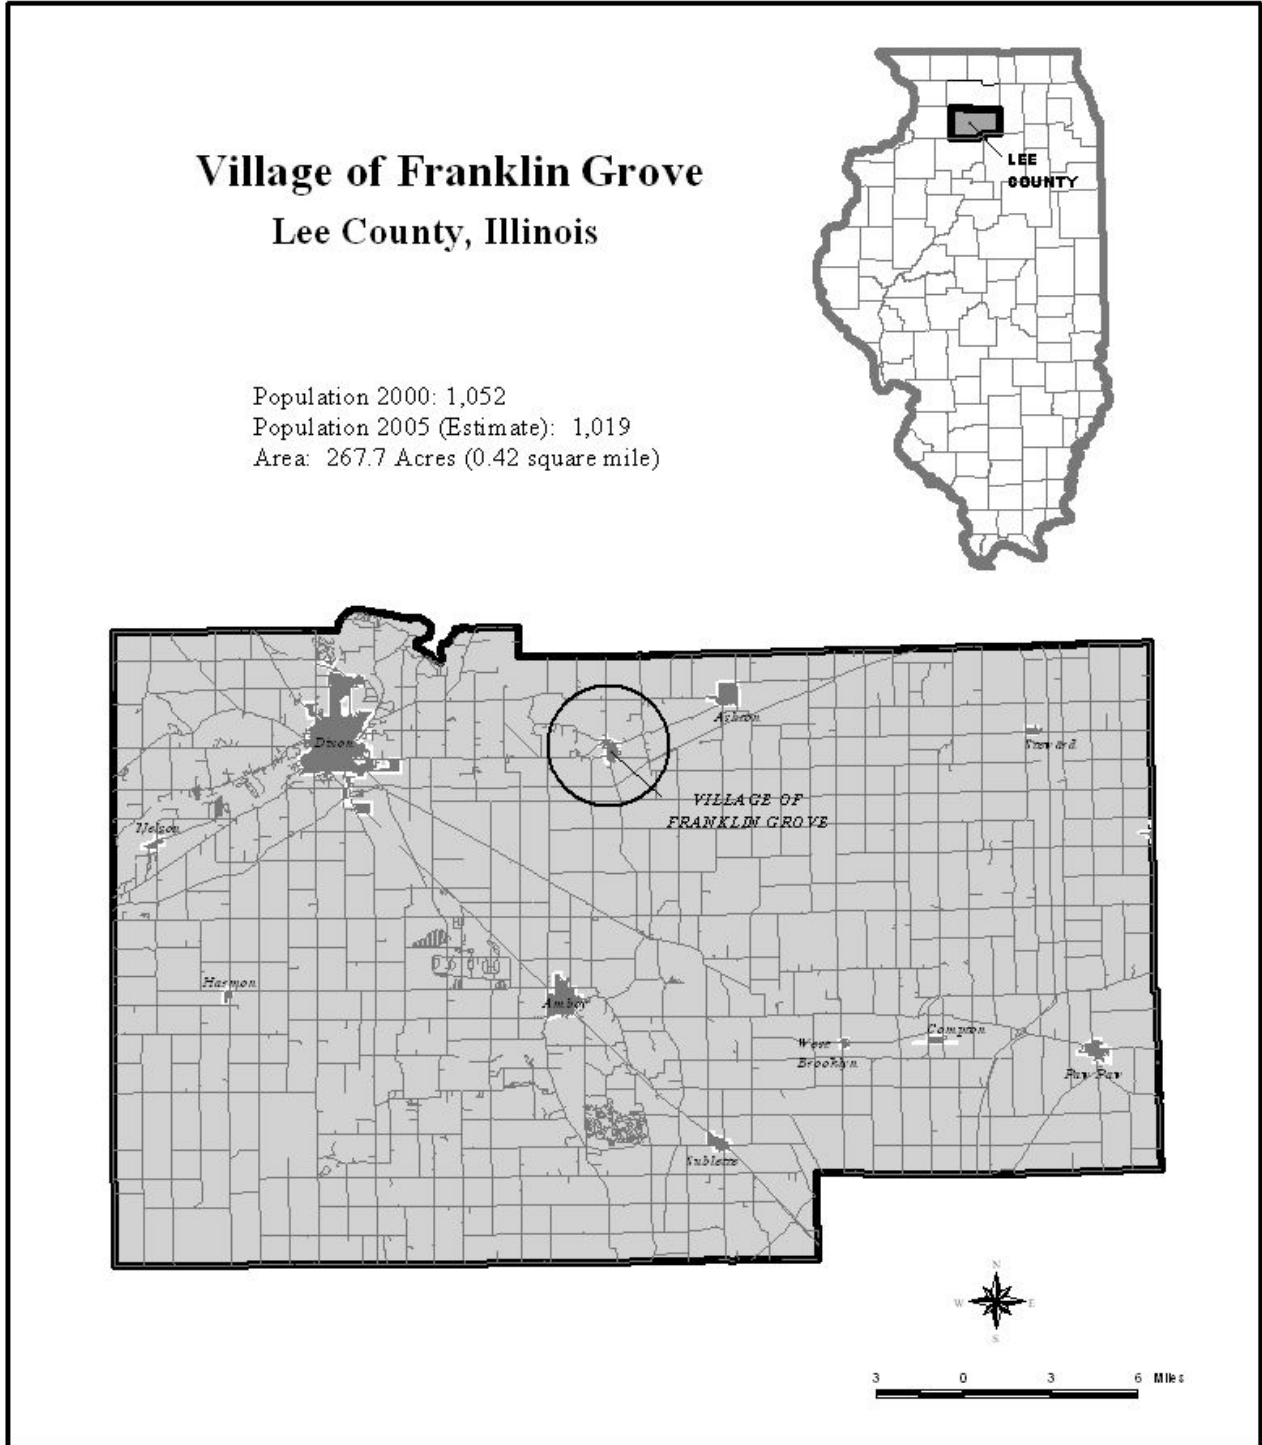 Village of Franklin Grove
Lee County, Illinois
LEE
COUNTY
Population 2000: 1,052
Population 2005 (Estimate): 1,019
Area: 267.7 Acres (0.42 square mile)
Ashton
Dixon
Steward
VILLAGE OF
FRANKLIN GROVE
Nelson
Harmon
Amboy
Compton
West
Brooklyn
Paw Paw
Sublette
N
W E
S
3 0 3 6 Miles